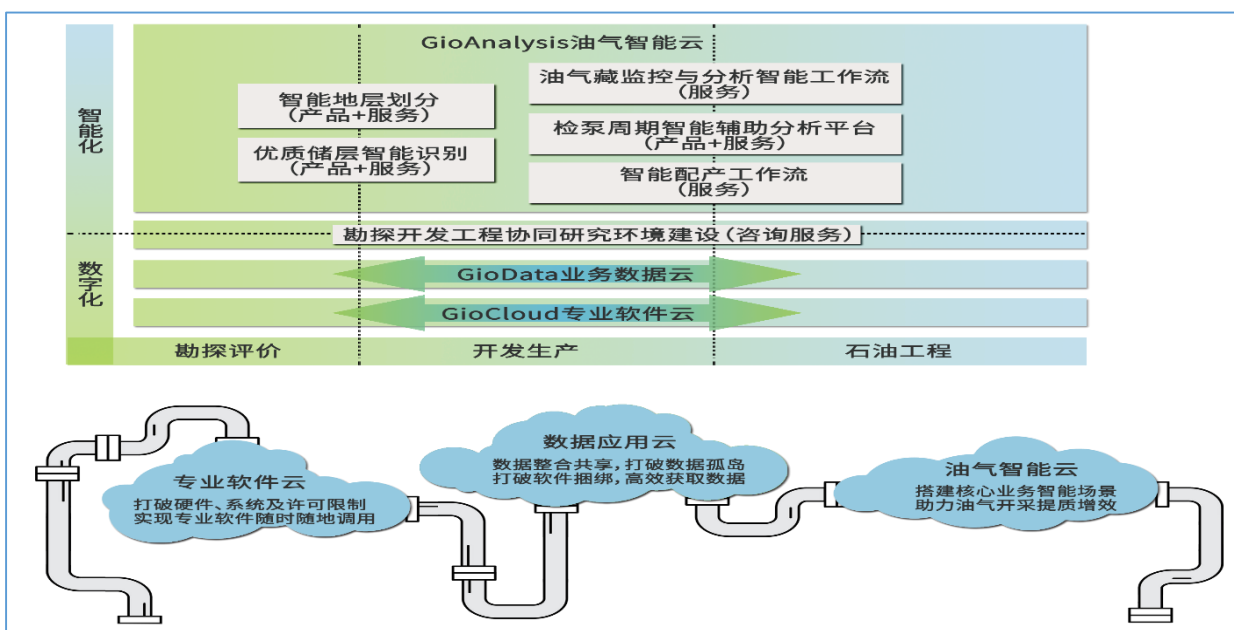 智能化
GioAnalysis油气智能云
智能地层划分
(产品+服务)
优质储层智能识别
(产品+服务)
油气藏监控与分析智能工作流
(服务)
检泵周期智能辅助分析平台
(产品+服务)
智能配产工作流
(服务)
数字化
勘探开发工程协同研究环境建设(咨询服务)
GioData业务数据云
GioCloud专业软件云
勘探评价
开发生产
石油工程
专业软件云
打破硬件、系统及许可限制
实现专业软件随时随地调用
数据应用云
数据整合共享,打破数据孤岛
打破软件捆绑,高效获取数据
油气智能云
搭建核心业务智能场景
助力油气开采提质增效